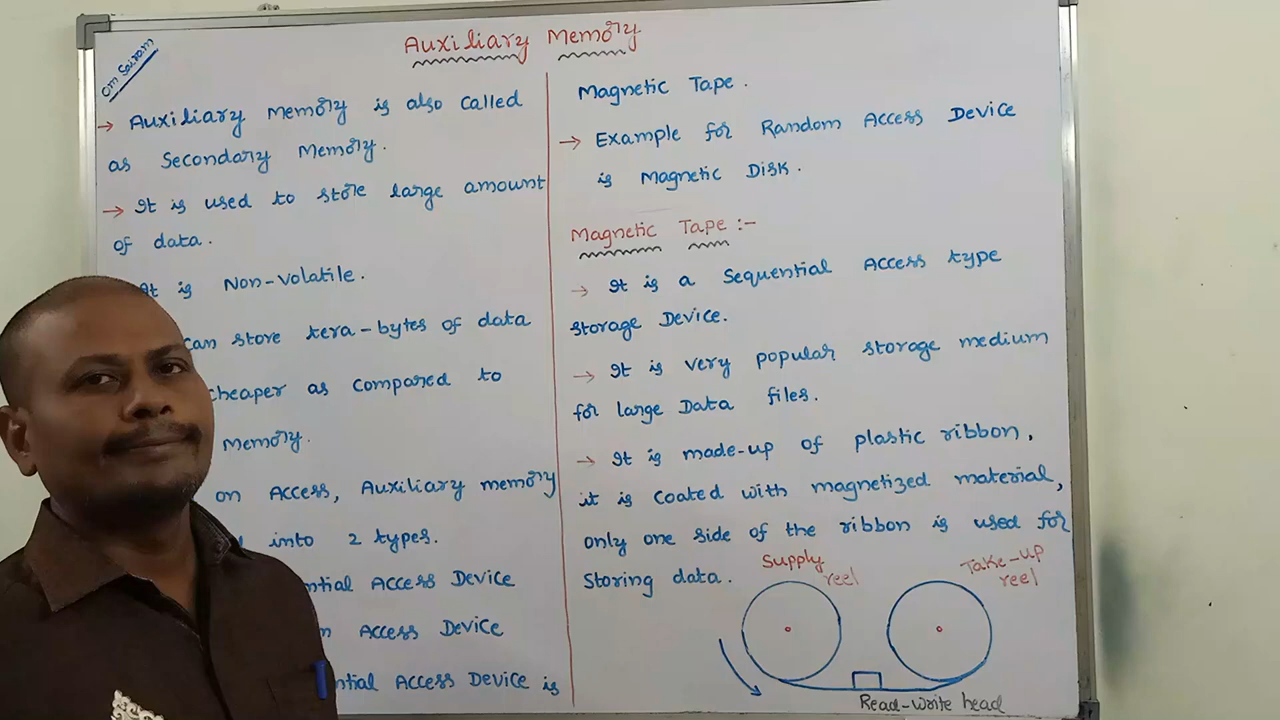 Om Sairam
Auxiliary Memory
→ Auxiliary Memory is also called
as Secondary Memory.
→ It is used to store large amount
of data.
It is Non-volatile.
can store tera-bytes of data
cheaper as compared to
Memory.
on Access, Auxiliary memory
into 2 types.
ntial Access Device
Access Device
ntial Access Device is
Magnetic Tape.
→ Example for Random Access Device
is Magnetic Disk.
Magnetic Tape :-
→ It is a Sequential Access type
storage Device.
→ It is very popular storage medium
for large Data files.
→ It is made-up of plastic ribbon,
it is coated with magnetized material,
only one side of the ribbon is used for
storing data.
Supply
reel
Take-up
reel
Read-write head